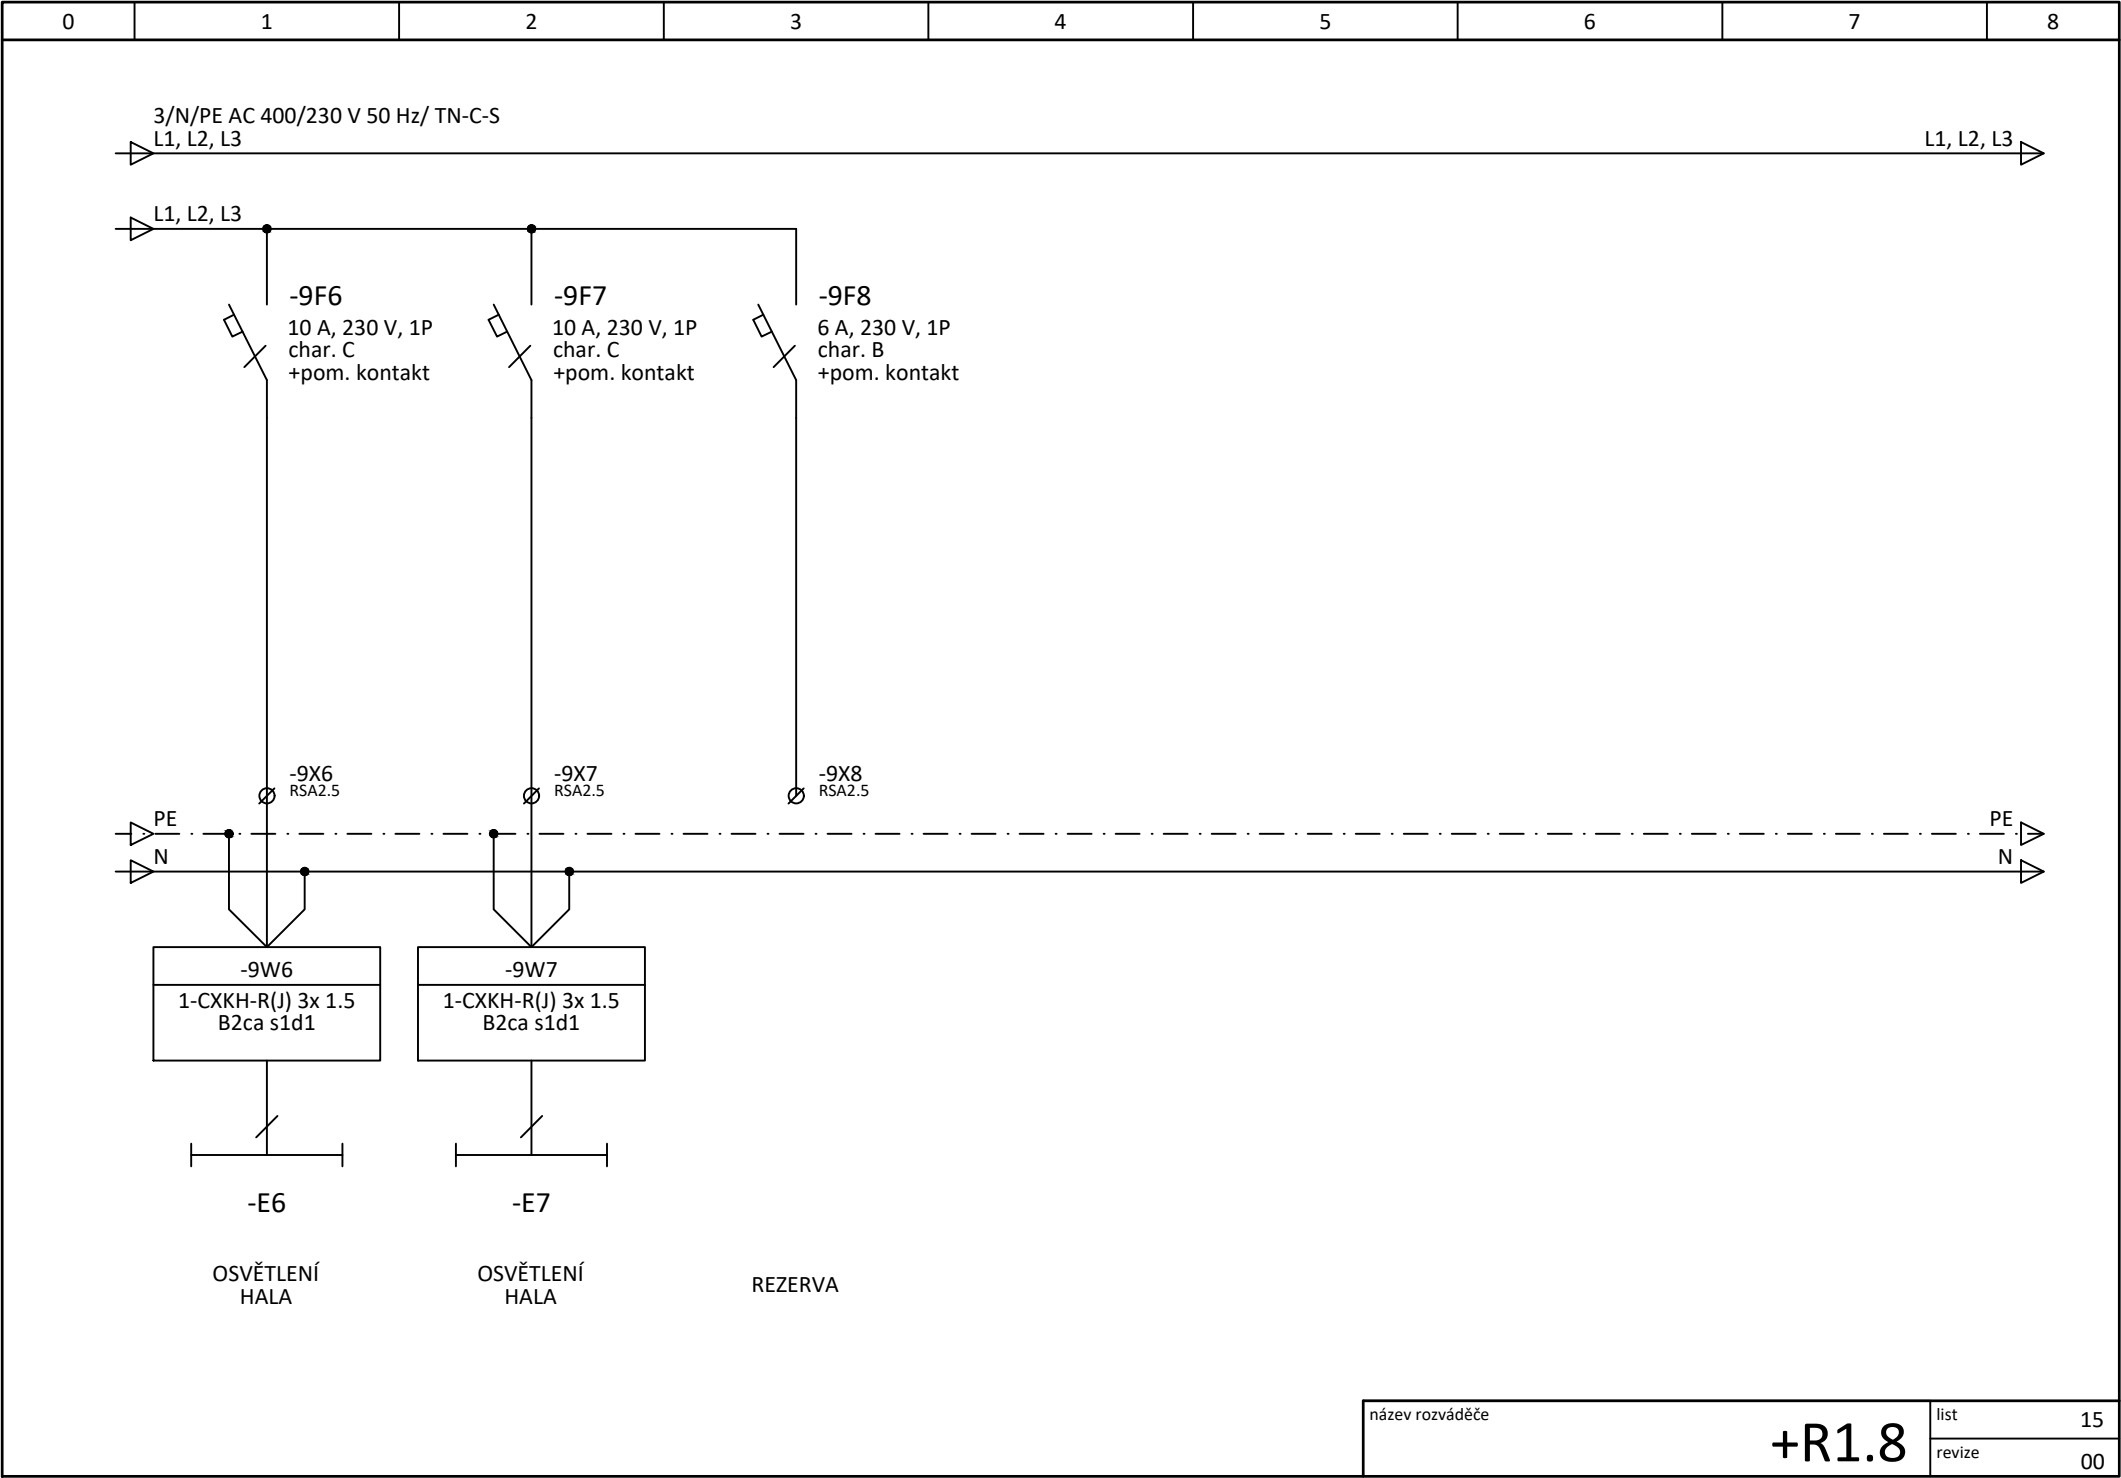 0 1 2 3 4 5 6 7 8
3/N/PE AC 400/230 V 50 Hz/ TN-C-S
L1, L2, L3 L1, L2, L3
L1, L2, L3
-9F6 -9F7 -9F8
10 A, 230 V, 1P 10 A, 230 V, 1P 6 A, 230 V, 1P
char. C char. C char. B
+pom. kontakt +pom. kontakt +pom. kontakt
-9X6 -9X7 -9X8
RSA2.5 RSA2.5 RSA2.5
PE PE
N N
-9W6 -9W7
1-CXKH-R(J) 3x 1.5 1-CXKH-R(J) 3x 1.5
B2ca s1d1 B2ca s1d1
-E6 -E7
OSVĚTLENÍ OSVĚTLENÍ REZERVA
HALA HALA
název rozváděče +R1.8 list 15
revize 00